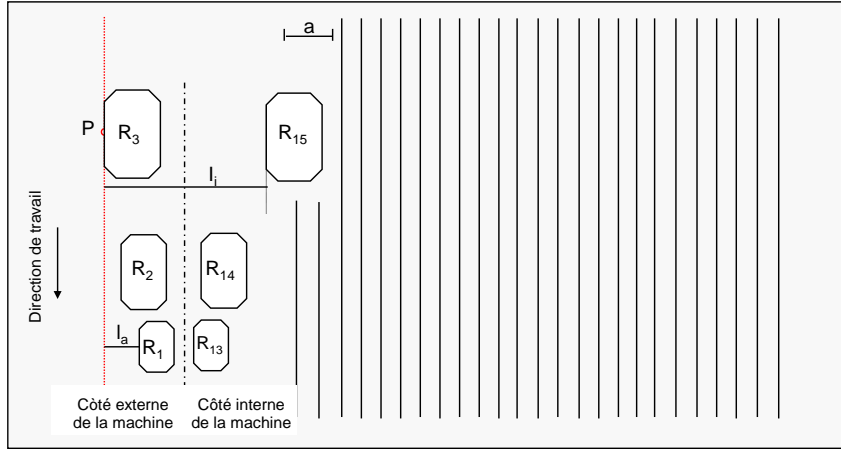 a
P
R3
R15
li
Direction de travail
R2
R14
la
R1
R13
Còté externe
de la machine
Côté interne
de la machine